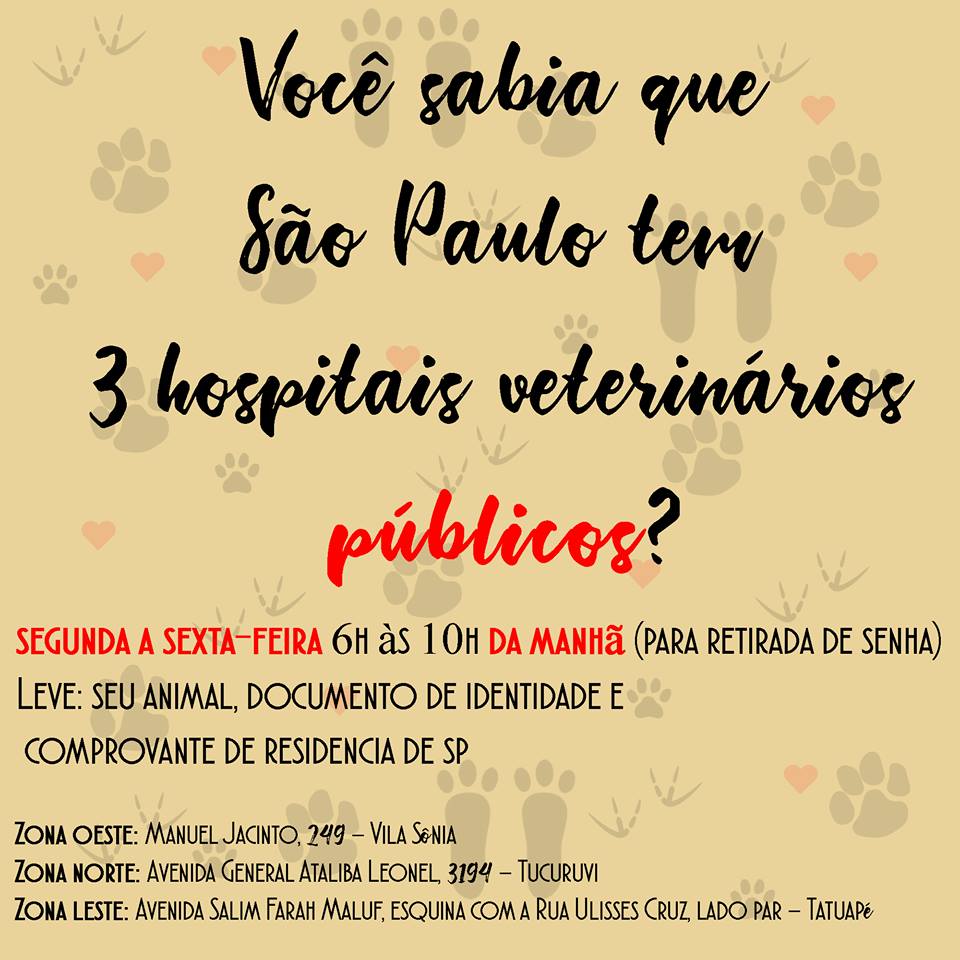 Você sabia que
São Paulo tem
3 hospitais veterinários
públicos?
SEGUNDA A SEXTA-FEIRA 6H às 10H DA MANHã (PARA RETIRADA DE SENHA)
LEVE: SEU ANIMAL, DOCUMENTO DE IDENTIDADE E
COMPROVANTE DE RESIDENCIA DE SP
ZONA OESTE: MANUEL JACINTO, 249 – VILA SôNIA
ZONA NORTE: AVENIDA GENERAL ATALIBA LEONEL, 3194 – TUCURUVI
ZONA LESTE: AVENIDA SALIM FARAH MALUF, ESQUINA COM A RUA ULISSES CRUZ, LADO PAR – TATUAPé